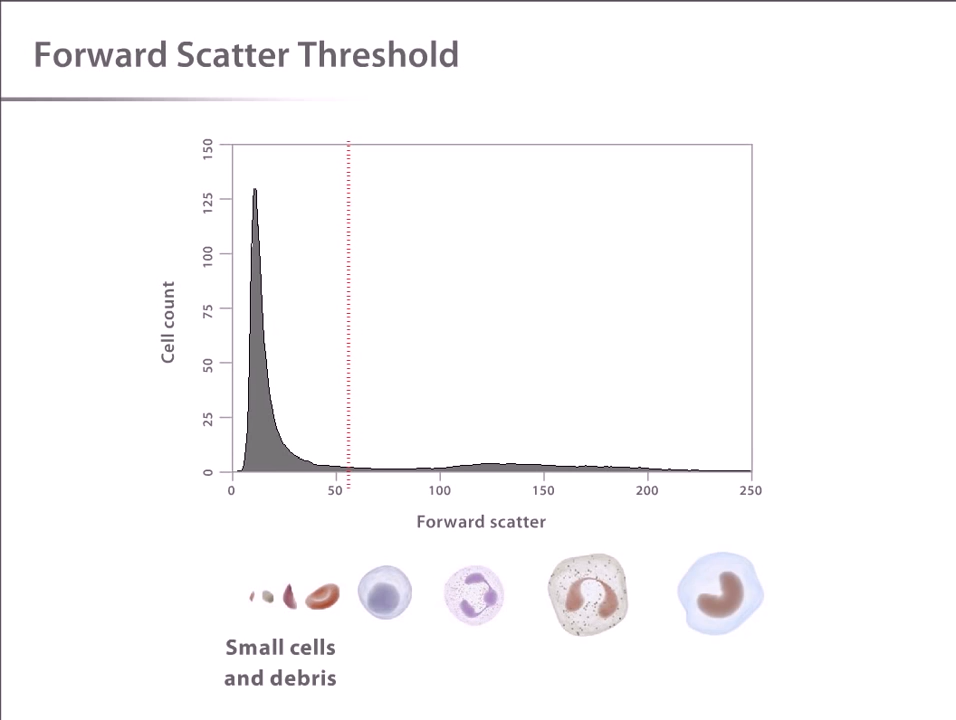 Forward Scatter Threshold
150
125
100
75
50
25
0
Cell count
0 50 100 150 200 250
Forward scatter
Small cells
and debris